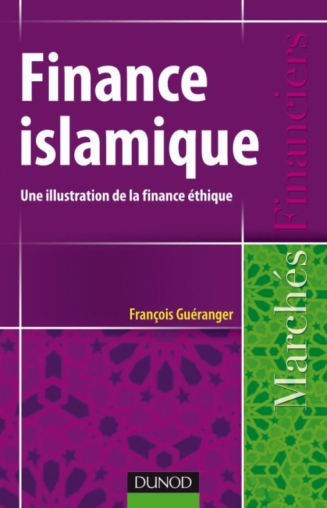 Finance
islamique
Une illustration de la finance éthique
François Guéranger
Marchés Financiers
DUNOD